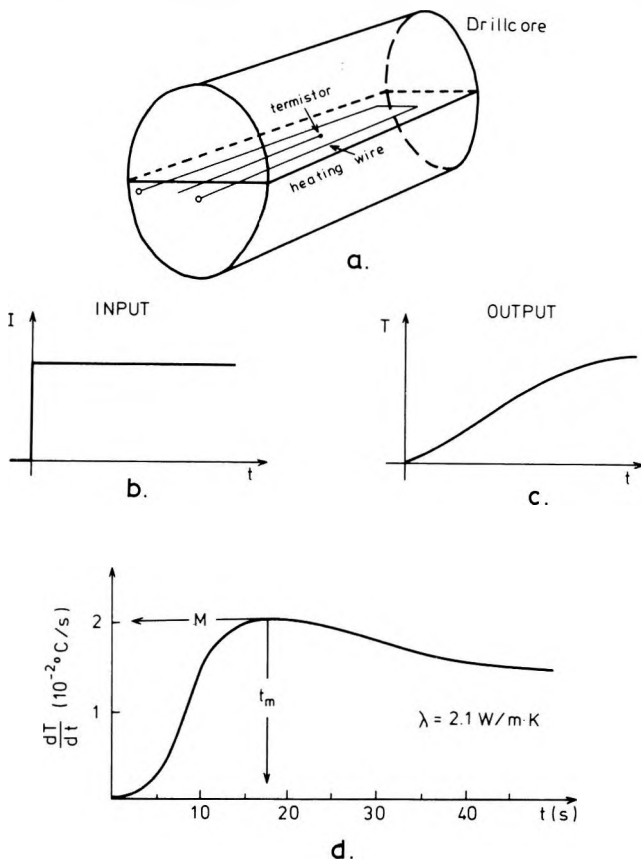 Drillcore
termistor
heating wire
a.
INPUT
I
t
b.
OUTPUT
T
t
c.
dT/dt (10⁻² °C/s)
2
1
M
t_m
λ = 2.1 W/m·K
10 20 30 40 t(s)
d.